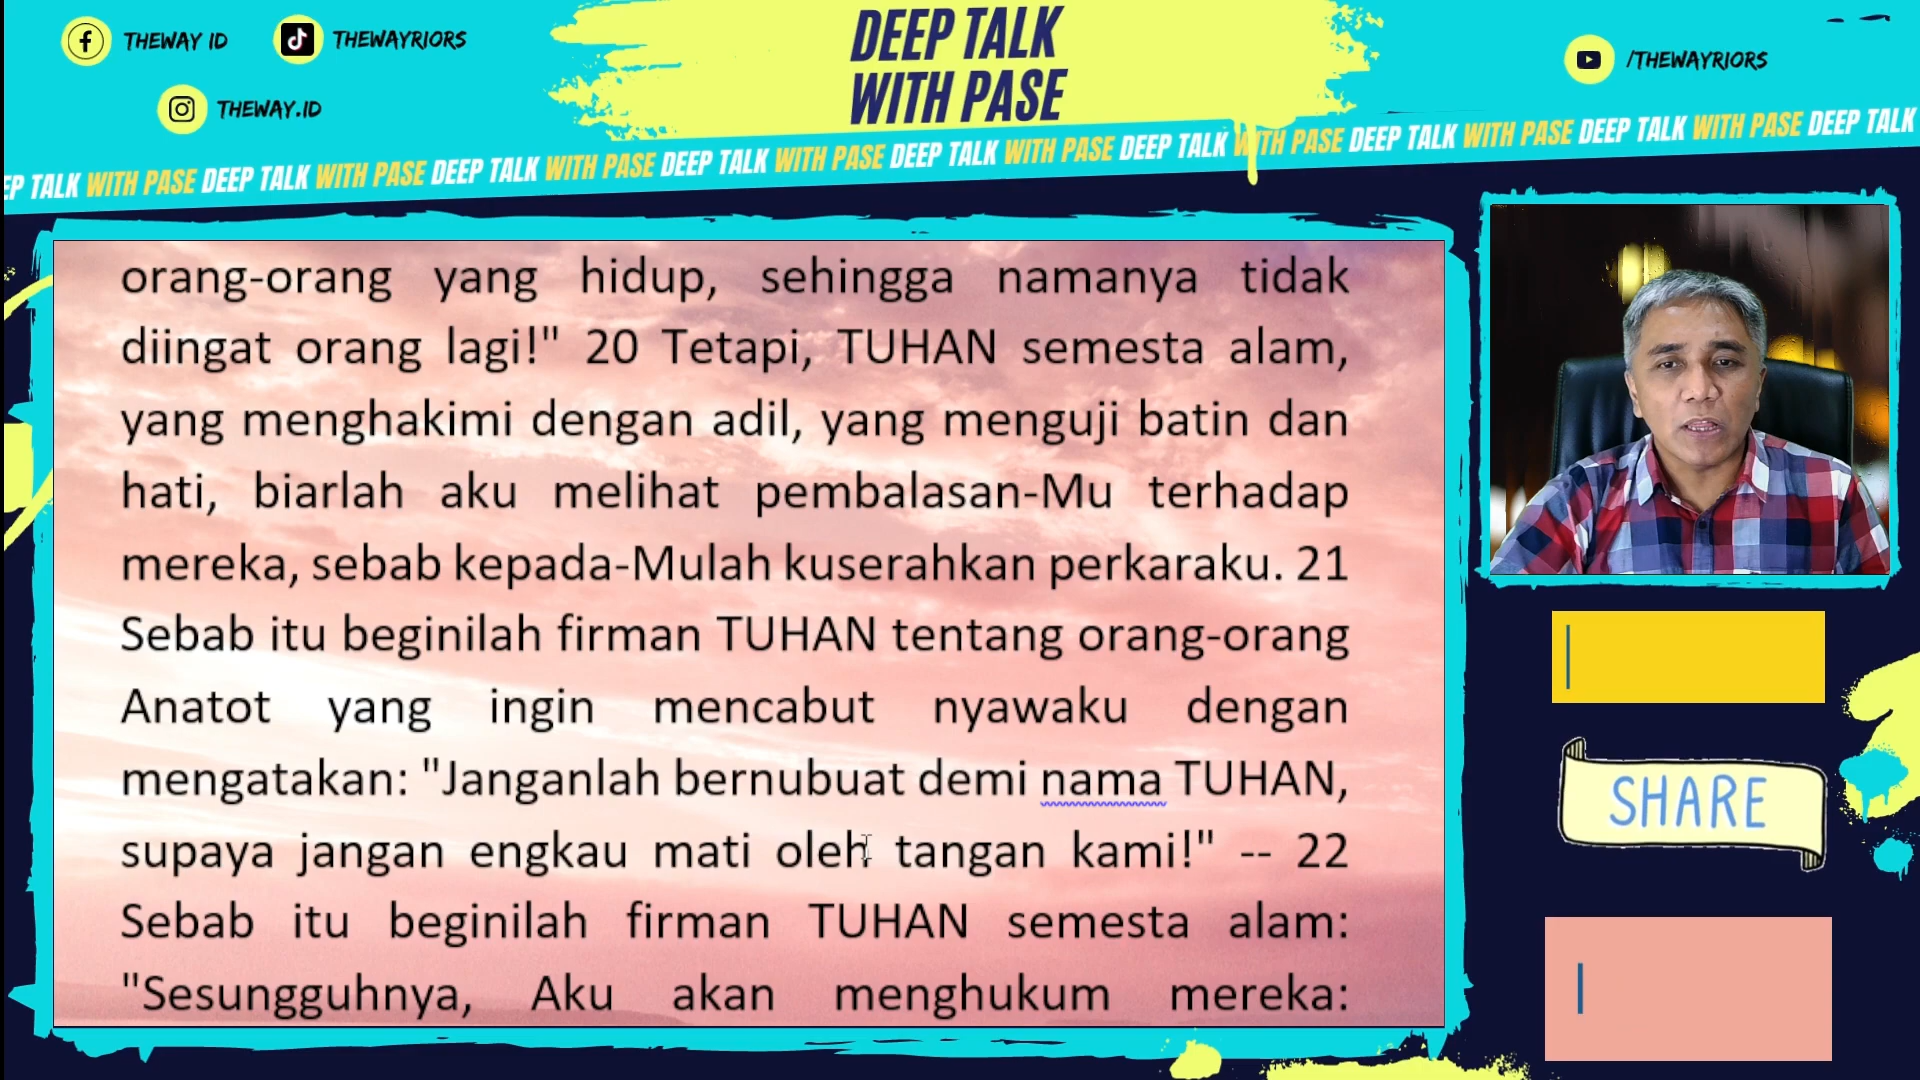 THEWAY ID
THEWAYRIORS
THEWAY.ID
DEEP TALK
WITH PASE
/THEWAYRIORS
EP TALK WITH PASE DEEP TALK WITH PASE DEEP TALK WITH PASE DEEP TALK WITH PASE DEEP TALK WITH PASE DEEP TALK WITH PASE DEEP TALK WITH PASE DEEP TALK WITH PASE DEEP TALK
orang-orang yang hidup, sehingga namanya tidak
diingat orang lagi!" 20 Tetapi, TUHAN semesta alam,
yang menghakimi dengan adil, yang menguji batin dan
hati, biarlah aku melihat pembalasan-Mu terhadap
mereka, sebab kepada-Mulah kuserahkan perkaraku. 21
Sebab itu beginilah firman TUHAN tentang orang-orang
Anatot yang ingin mencabut nyawaku dengan
mengatakan: "Janganlah bernubuat demi nama TUHAN,
supaya jangan engkau mati oleh tangan kami!" -- 22
Sebab itu beginilah firman TUHAN semesta alam:
"Sesungguhnya, Aku akan menghukum mereka:
SHARE